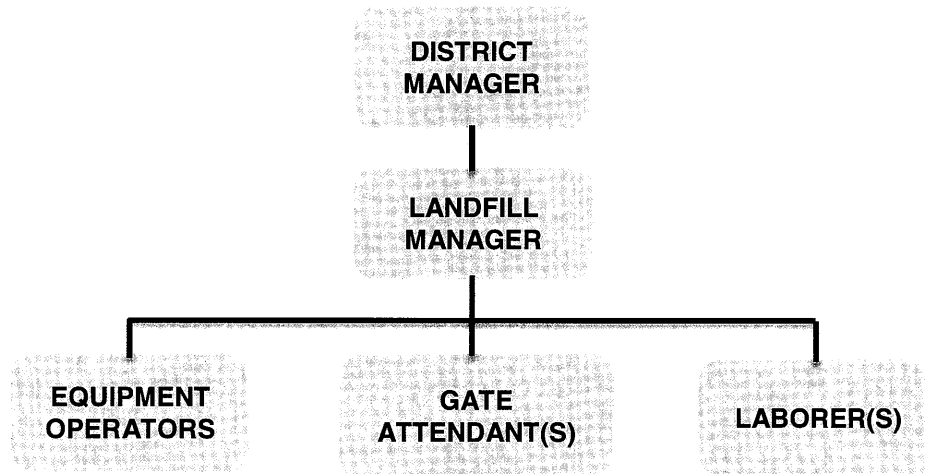 DISTRICT
MANAGER
LANDFILL
MANAGER
EQUIPMENT
OPERATORS
GATE
ATTENDANT(S)
LABORER(S)